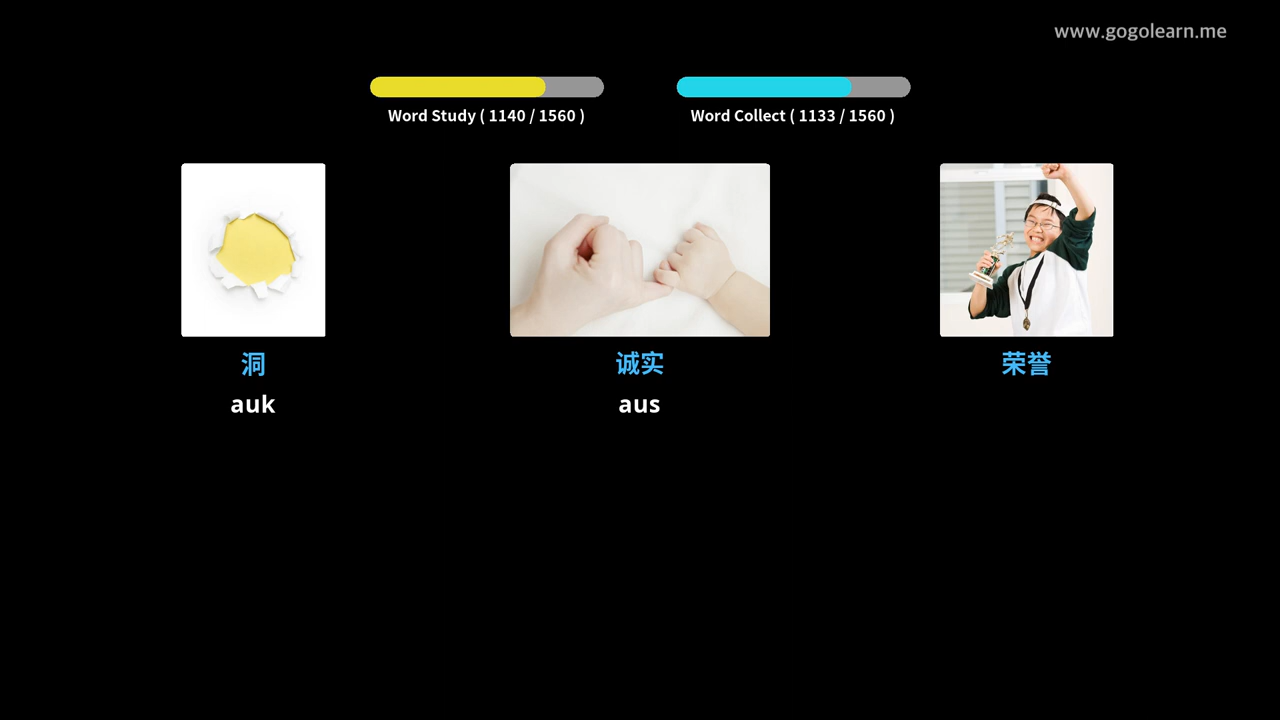 www.gogolearn.me
Word Study ( 1140 / 1560 )
Word Collect ( 1133 / 1560 )
洞
诚实
荣誉
auk
aus